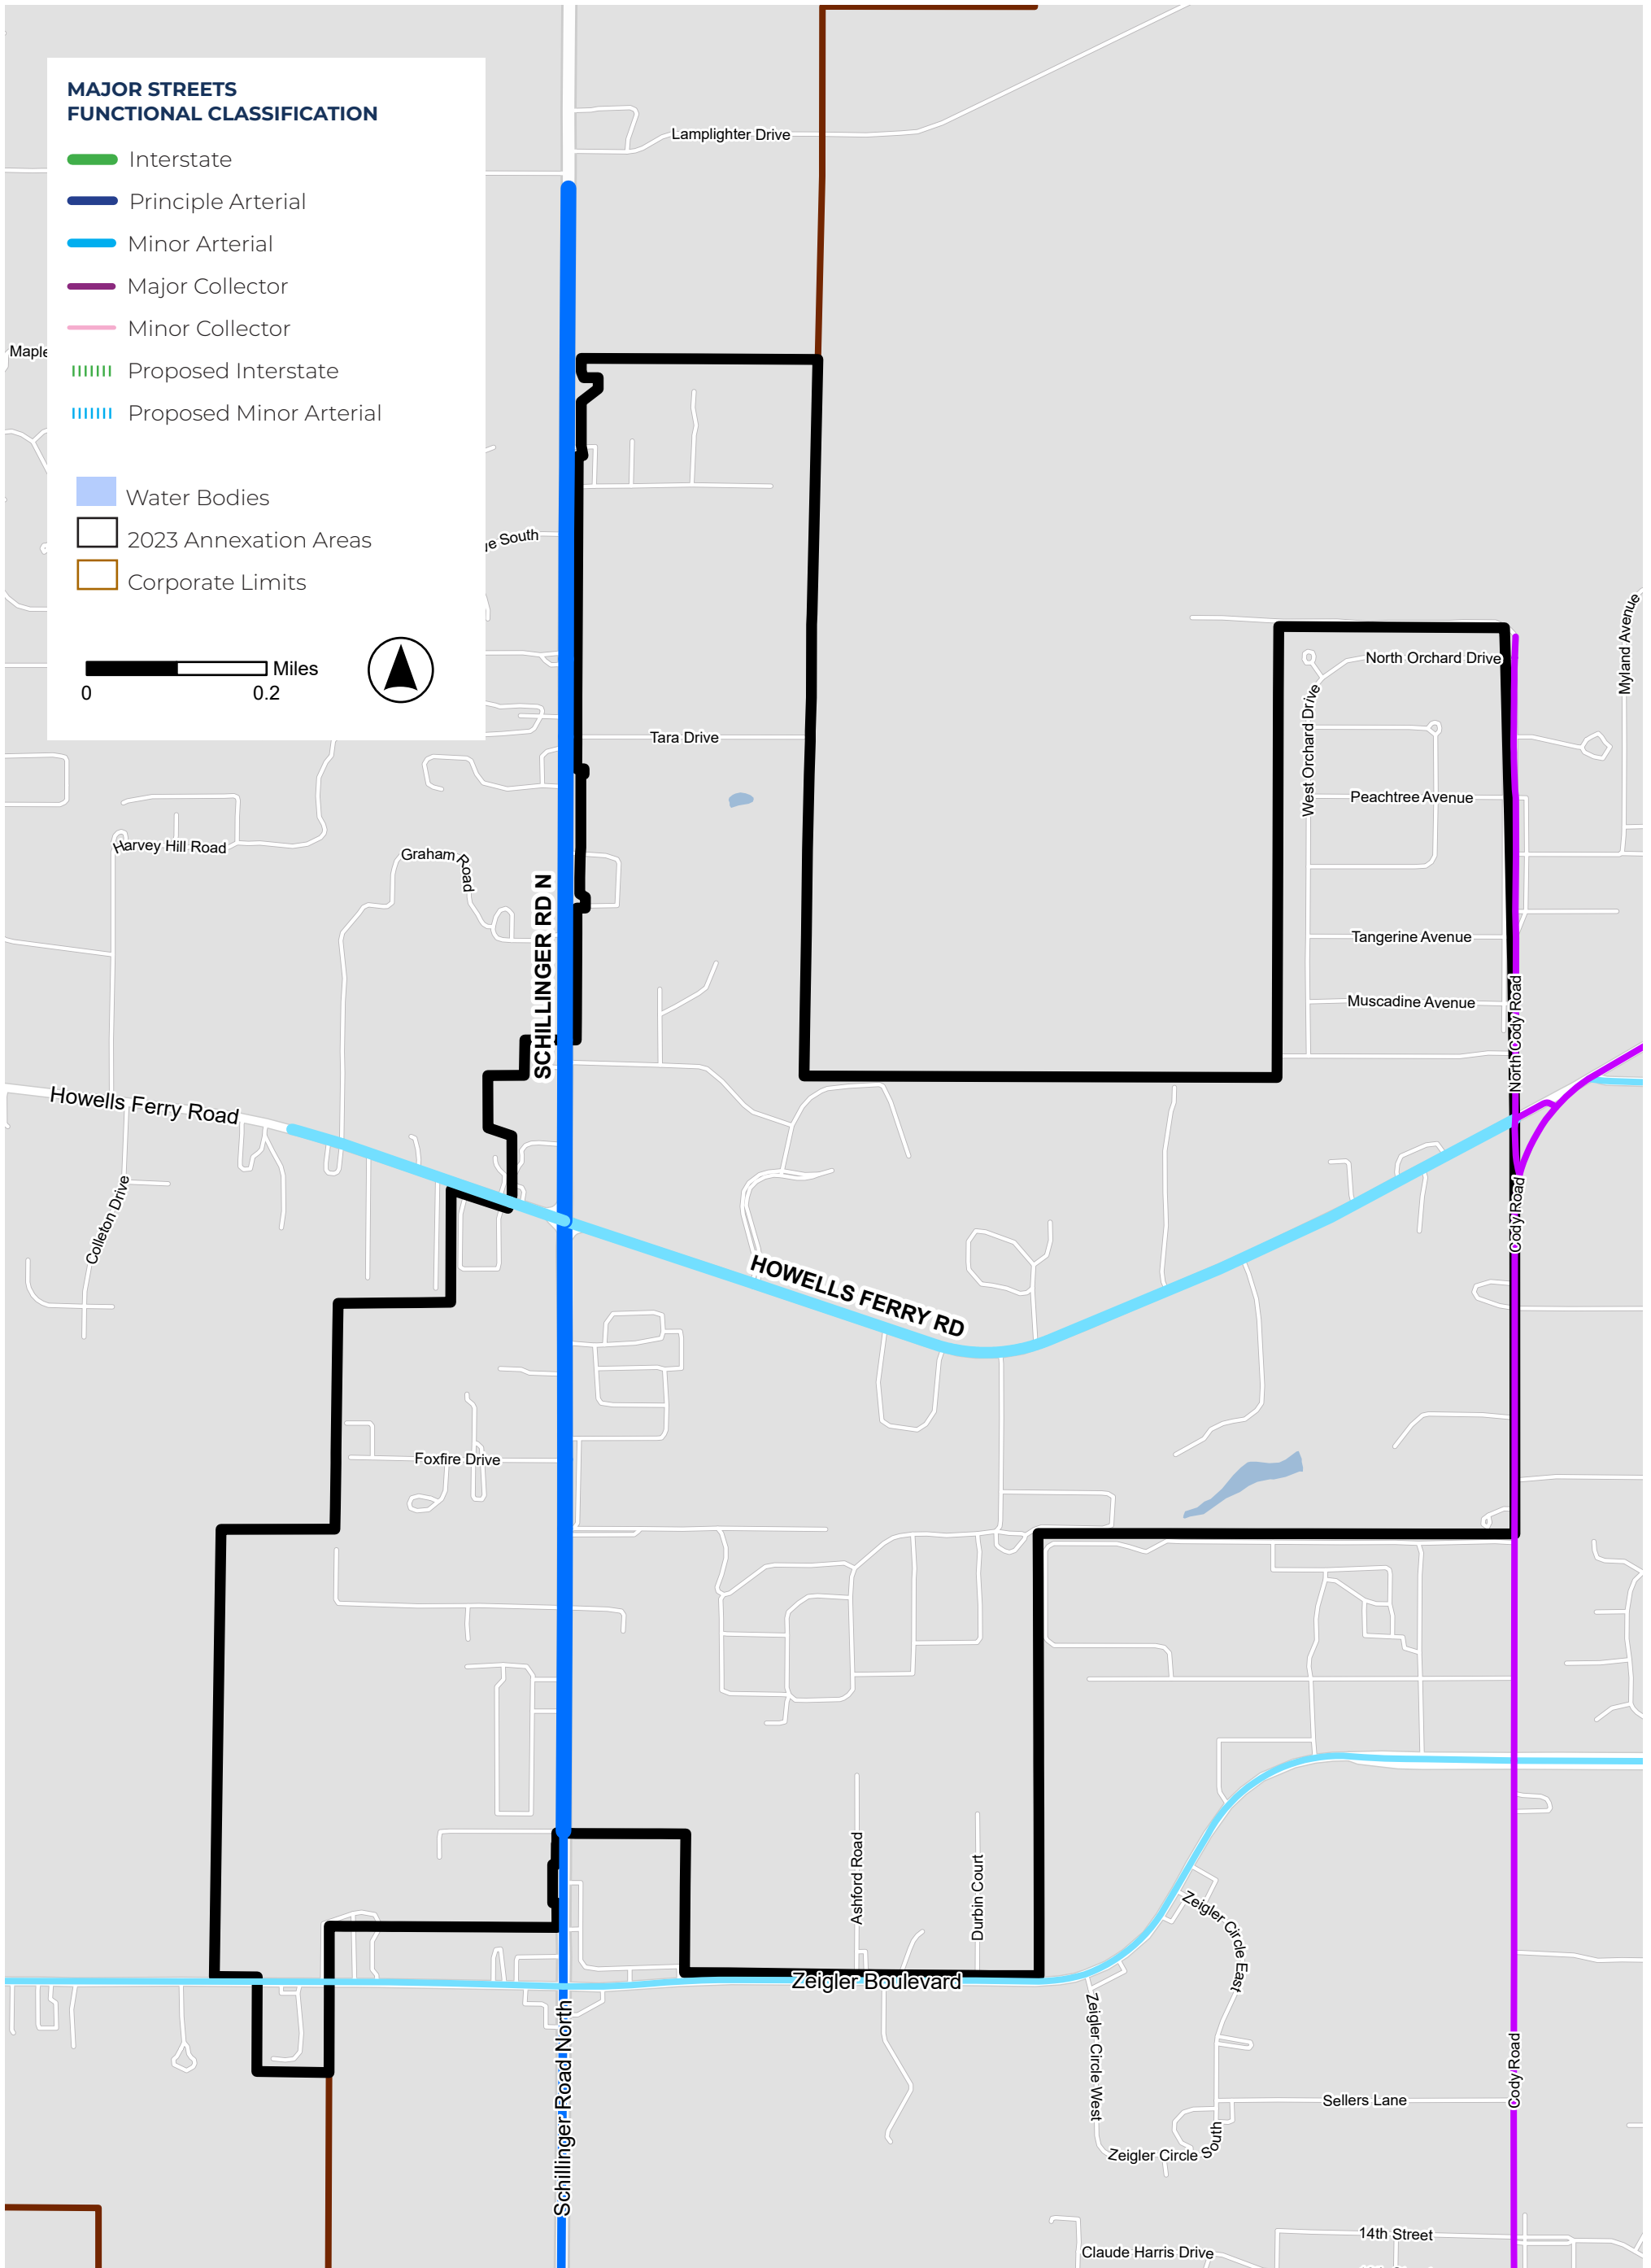 MAJOR STREETS
FUNCTIONAL CLASSIFICATION
Interstate
Principle Arterial
Minor Arterial
Major Collector
Minor Collector
Proposed Interstate
Proposed Minor Arterial
Water Bodies
2023 Annexation Areas
Corporate Limits
Miles
0 0.2
Lamplighter Drive
Maple
ve South
Myland Avenue
North Orchard Drive
West Orchard Drive
Tara Drive
Peachtree Avenue
Harvey Hill Road
Graham Road
SCHILLINGER RD N
Tangerine Avenue
Muscadine Avenue
North Cody Road
Howells Ferry Road
Colleton Drive
Cody Road
HOWELLS FERRY RD
Foxfire Drive
Ashford Road
Durbin Court
Zeigler Circle East
Zeigler Boulevard
Zeigler Circle West
Schillinger Road North
Cody Road
Sellers Lane
Zeigler Circle South
14th Street
Claude Harris Drive